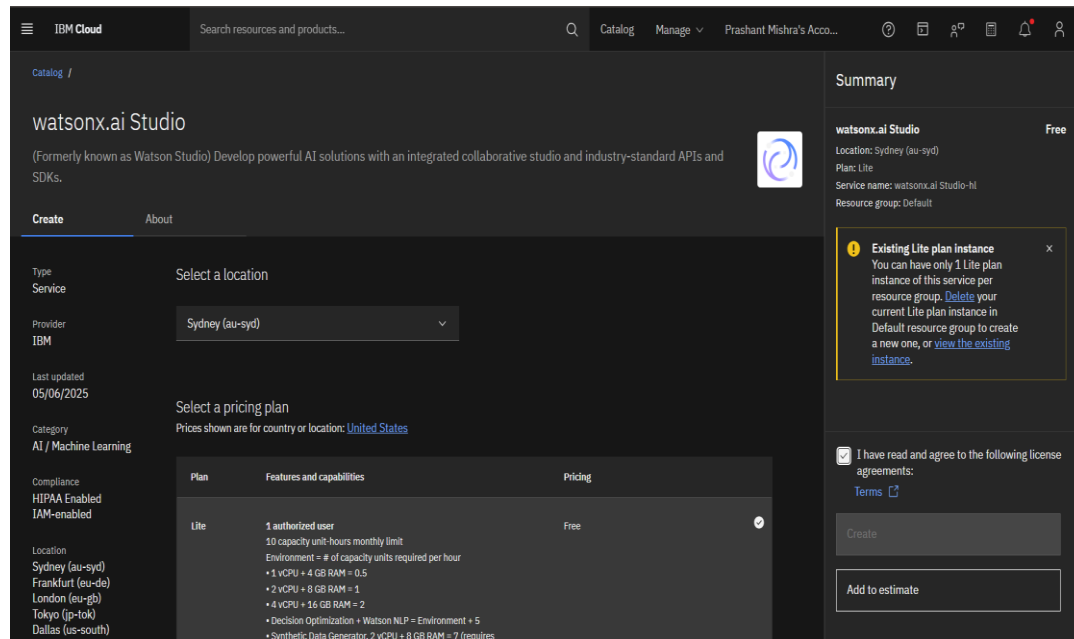 IBM Cloud
Search resources and products...
Catalog
Manage
Prashant Mishra's Acco...
Catalog /
watsonx.ai Studio
(Formerly known as Watson Studio) Develop powerful AI solutions with an integrated collaborative studio and industry-standard APIs and
SDKs.
Create
About
Type
Service
Provider
IBM
Last updated
05/06/2025
Category
AI / Machine Learning
Compliance
HIPAA Enabled
IAM-enabled
Location
Sydney (au-syd)
Frankfurt (eu-de)
London (eu-gb)
Tokyo (jp-tok)
Dallas (us-south)
Select a location
Sydney (au-syd)
Select a pricing plan
Prices shown are for country or location: United States
Plan
Features and capabilities
Pricing
Lite
1 authorized user
Free
10 capacity unit-hours monthly limit
Environment = # of capacity units required per hour
• 1 vCPU + 4 GB RAM = 0.5
• 2 vCPU + 8 GB RAM = 1
• 4 vCPU + 16 GB RAM = 2
• Decision Optimization + Watson NLP = Environment + 5
• Synthetic Data Generator, 2 vCPU + 8 GB RAM = 7 (requires
Summary
watsonx.ai Studio
Free
Location: Sydney (au-syd)
Plan: Lite
Service name: watsonx.ai Studio-hl
Resource group: Default
Existing Lite plan instance
You can have only 1 Lite plan
instance of this service per
resource group. Delete your
current Lite plan instance in
Default resource group to create
a new one, or view the existing
instance.
I have read and agree to the following license
agreements:
Terms
Create
Add to estimate